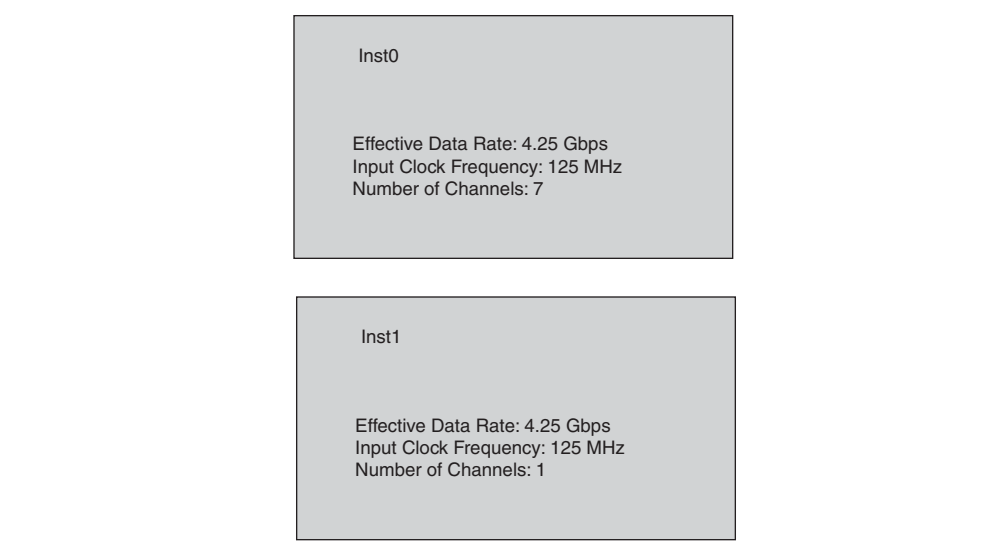 Inst0
Effective Data Rate: 4.25 Gbps
Input Clock Frequency: 125 MHz
Number of Channels: 7
Inst1
Effective Data Rate: 4.25 Gbps
Input Clock Frequency: 125 MHz
Number of Channels: 1